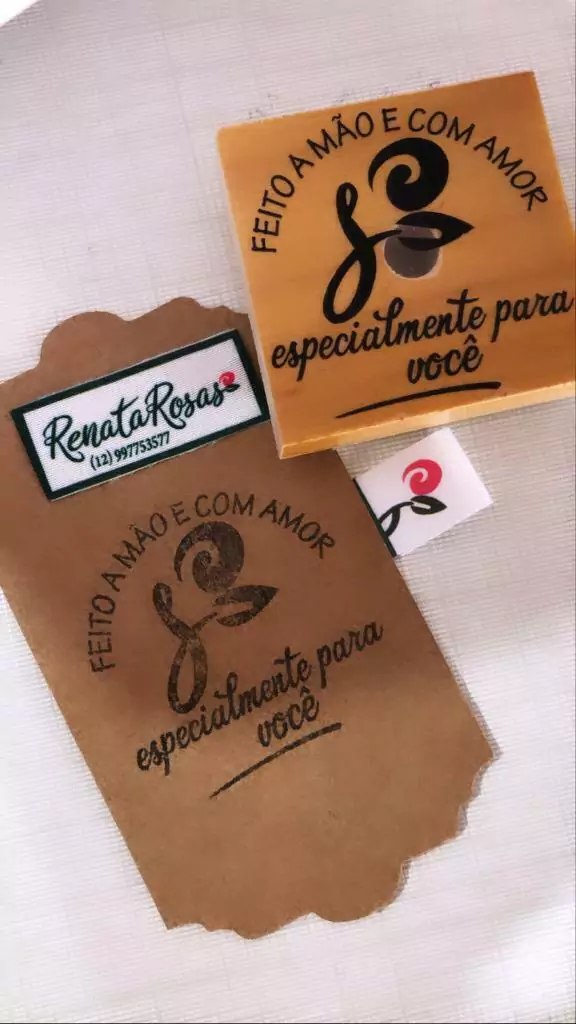 FEITO A MÃO E COM AMOR
especialmente para
você
RenataRosas
(12) 997753577
FEITO A MÃO E COM AMOR
especialmente para
você